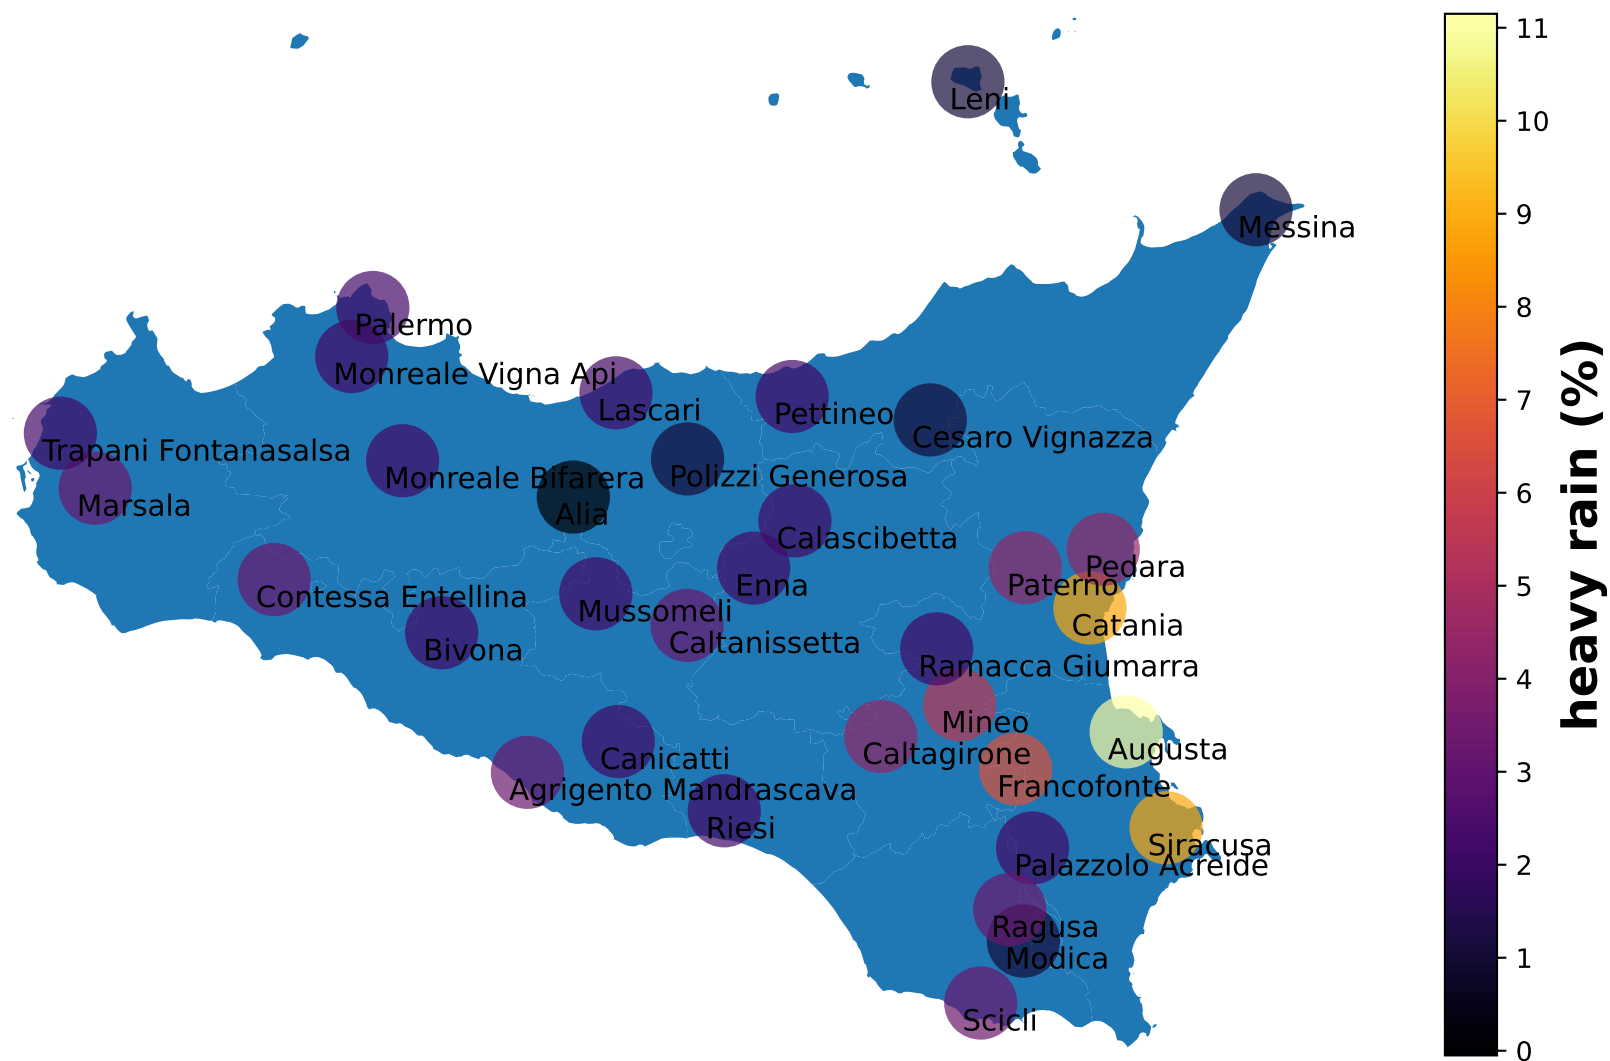 Leni
Messina
Palermo
Monreale Vigna Api
Lascari
Pettineo
Cesaro Vignazza
Trapani Fontanasalsa
Monreale Bifarera
Polizzi Generosa
Marsala
Alia
Calascibetta
Pedara
Paterno
Enna
Contessa Entellina
Mussomeli
Catania
Caltanissetta
Bivona
Ramacca Giumarra
Mineo
Augusta
Caltagirone
Canicatti
Francofonte
Agrigento Mandrascava
Riesi
Siracusa
Palazzolo Acreide
Ragusa
Modica
Scicli
11
10
9
8
7
6
5
4
3
2
1
0
heavy rain (%)